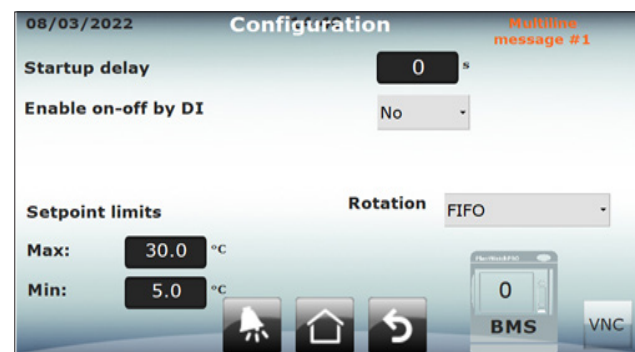 08/03/2022 Configuration Multiline
message #1
Startup delay 0 s
Enable on-off by DI No
Setpoint limits Rotation FIFO
Max: 30.0 °C
Min: 5.0 °C
0
BMS VNC